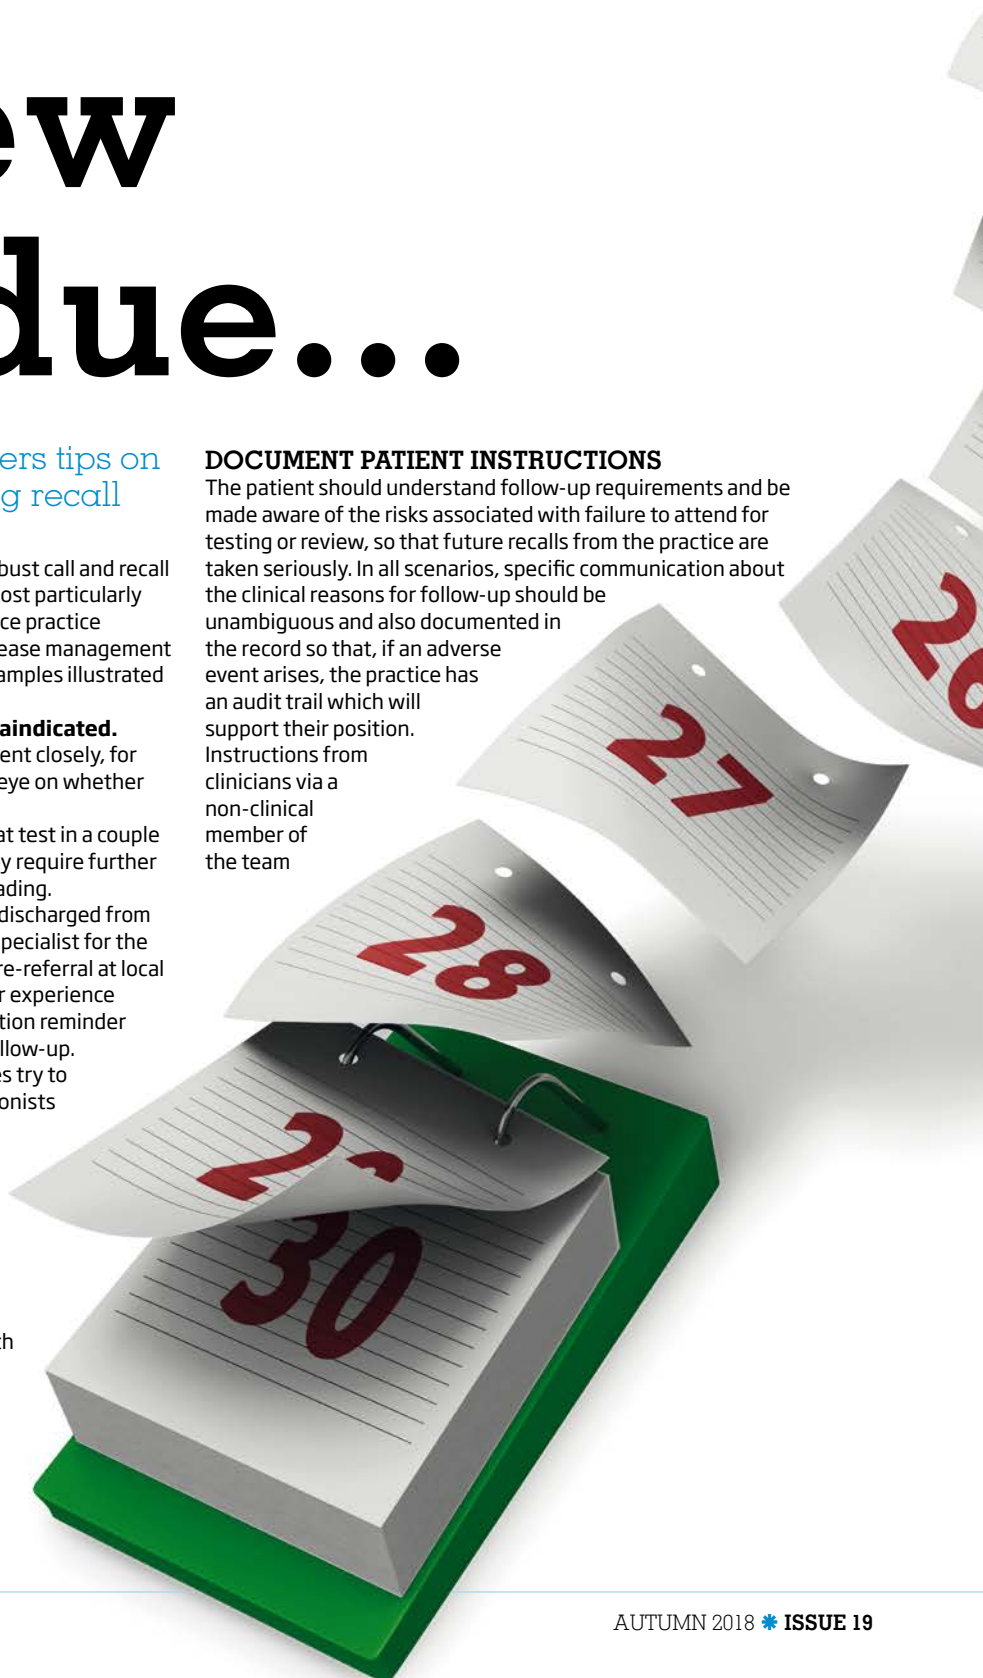 ew
due...
ers tips on
g recall
bust call and recall
ost particularly
ce practice
ease management
amples illustrated
aindicated.
ent closely, for
eye on whether
at test in a couple
y require further
ading.
discharged from
pecialist for the
re-referral at local
r experience
tion reminder
llow-up.
es try to
onists
th
DOCUMENT PATIENT INSTRUCTIONS
The patient should understand follow-up requirements and be
made aware of the risks associated with failure to attend for
testing or review, so that future recalls from the practice are
taken seriously. In all scenarios, specific communication about
the clinical reasons for follow-up should be
unambiguous and also documented in
the record so that, if an adverse
event arises, the practice has
an audit trail which will
support their position.
Instructions from
clinicians via a
non-clinical
member of
the team
26
27
28
30
AUTUMN 2018 ✱ ISSUE 19